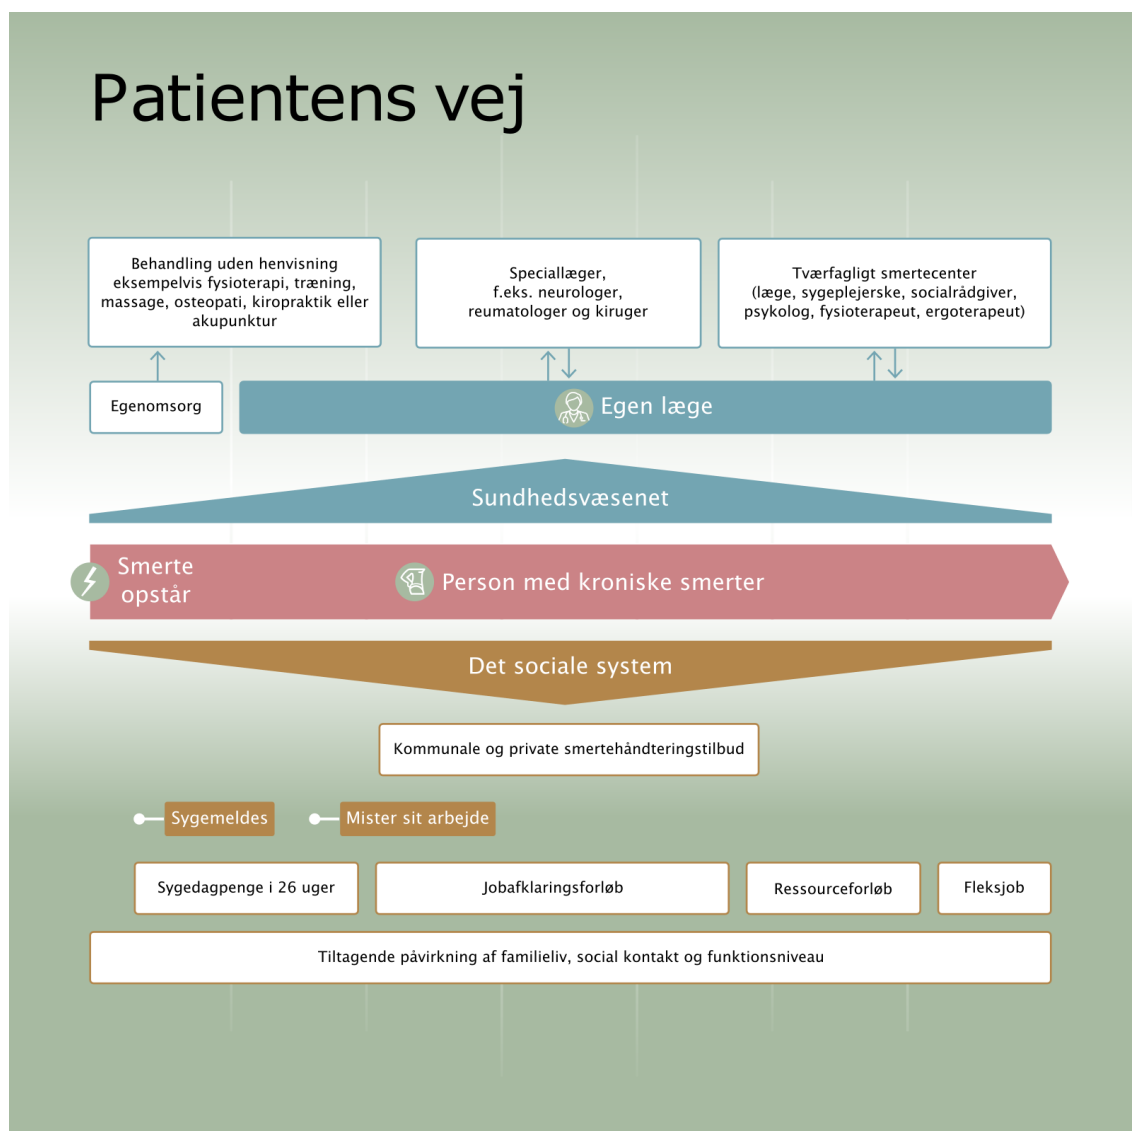 Patientens vej
Behandling uden henvisning
eksempelvis fysioterapi, træning,
massage, osteopati, kiropraktik eller
akupunktur
Speciallæger,
f.eks. neurologer,
reumatologer og kiruger
Tværfagligt smertecenter
(læge, sygeplejerske, socialrådgiver,
psykolog, fysioterapeut, ergoterapeut)
Egenomsorg
Egen læge
Sundhedsvæsenet
Smerte
opstår
Person med kroniske smerter
Det sociale system
Kommunale og private smertehåndteringstilbud
Sygemeldes
Mister sit arbejde
Sygedagpenge i 26 uger
Jobafklaringsforløb
Ressourceforløb
Fleksjob
Tiltagende påvirkning af familieliv, social kontakt og funktionsniveau